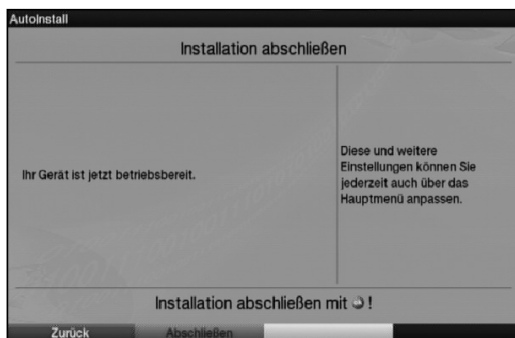 AutoInstall
Installation abschließen
Ihr Gerät ist jetzt betriebsbereit.
Diese und weitere
Einstellungen können Sie
jederzeit auch über das
Hauptmenü anpassen.
Installation abschließen mit !
Zurück
Abschließen